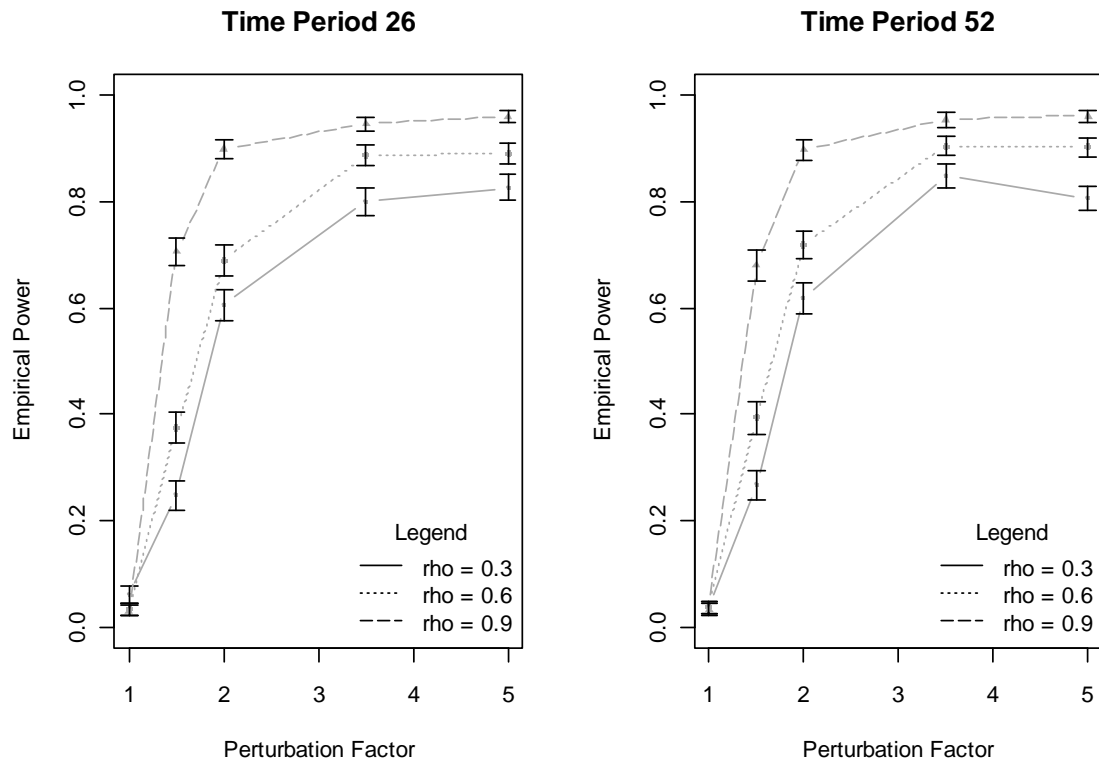 Time Period 26
Empirical Power
1.0
0.8
0.6
0.4
0.2
0.0
Legend
rho = 0.3
rho = 0.6
rho = 0.9
1 2 3 4 5
Perturbation Factor
Time Period 52
Empirical Power
1.0
0.8
0.6
0.4
0.2
0.0
Legend
rho = 0.3
rho = 0.6
rho = 0.9
1 2 3 4 5
Perturbation Factor